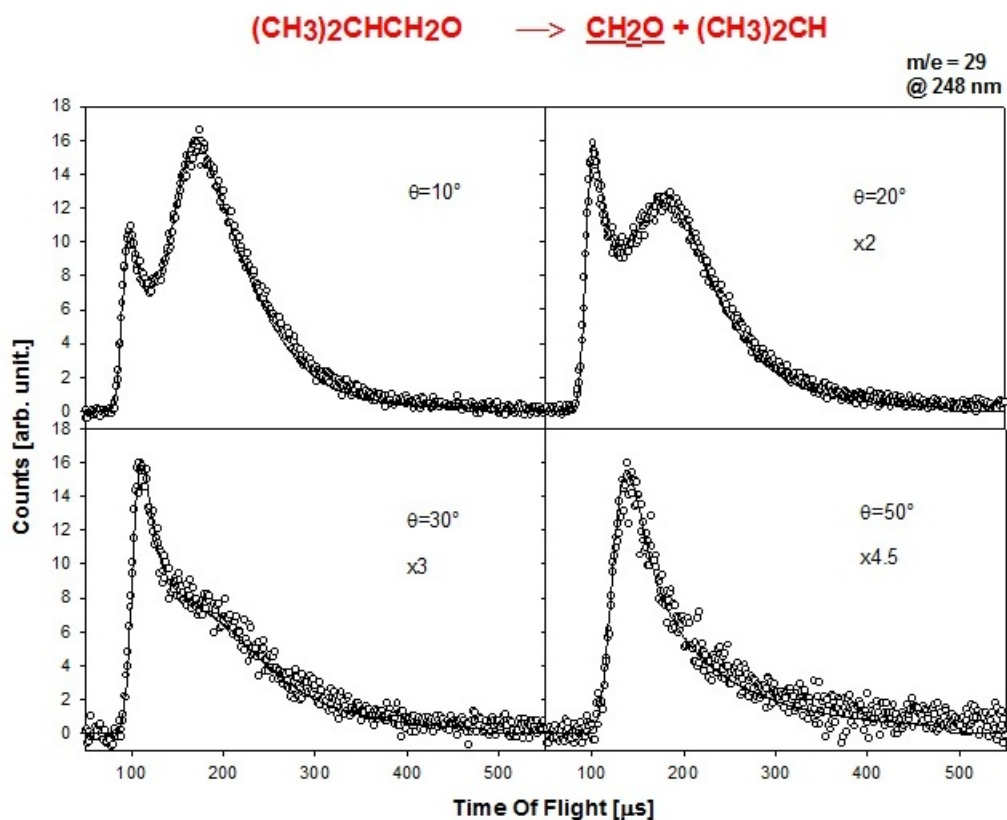 (CH3)2CHCH2O —> CH2O + (CH3)2CH
m/e = 29
@ 248 nm
18
16
14
12
10
8
6
4
2
0
θ=10°
θ=20°
x2
18
16
14
12
10
8
6
4
2
0
θ=30°
x3
θ=50°
x4.5
100 200 300 400 500 100 200 300 400 500
Counts [arb. unit.]
Time Of Flight [µs]